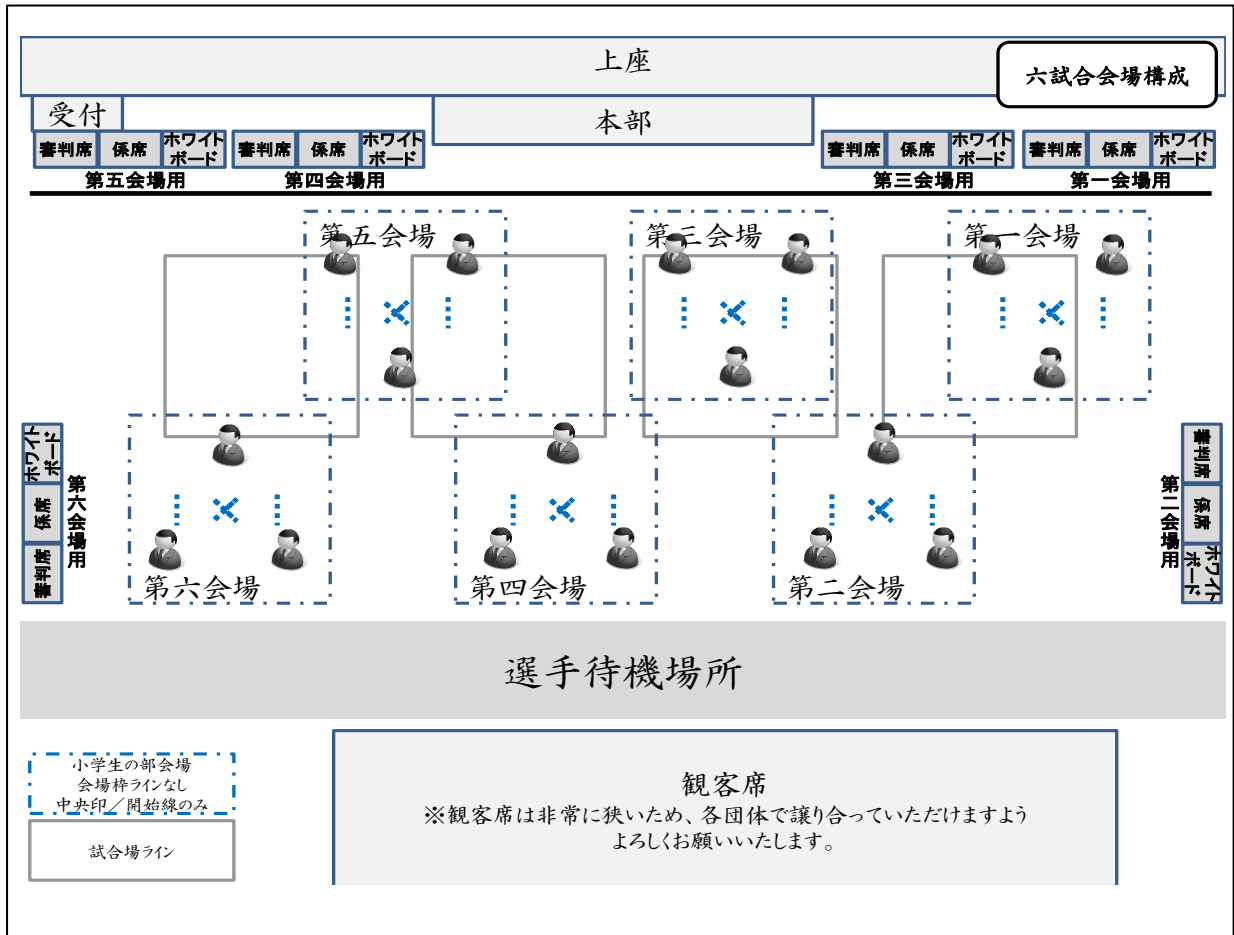 上座
六試合会場構成
受付
本部
審判席
係席
ホワイト
ボード
第五会場用
審判席
係席
ホワイト
ボード
第四会場用
審判席
係席
ホワイト
ボード
第三会場用
審判席
係席
ホワイト
ボード
第一会場用
第五会場
第三会場
第一会場
ホワイト
ボード
係席
審判席
第六会場用
審判席
係席
ホワイト
ボード
第二会場用
第六会場
第四会場
第二会場
選手待機場所
小学生の部会場
会場枠ラインなし
中央印/開始線のみ
試合場ライン
観客席
※観客席は非常に狭いため、各団体で譲り合っていただけますよう
よろしくお願いいたします。